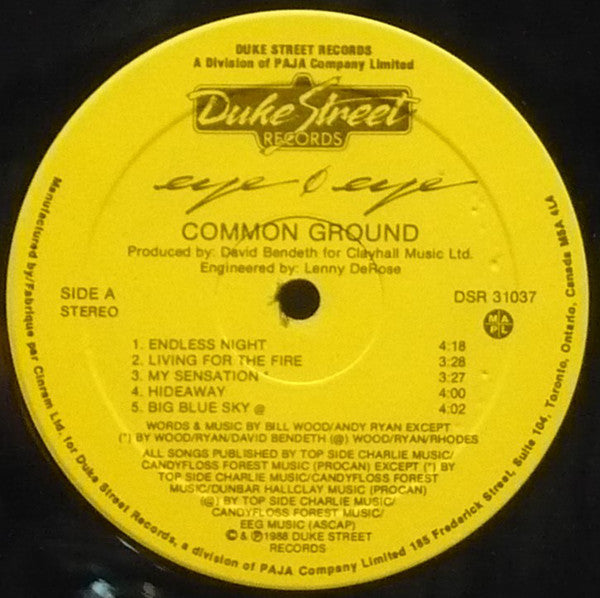 DUKE STREET RECORDS
A Division of PAJA Company Limited
Duke Street
RECORDS
eye eye
COMMON GROUND
Produced by: David Bendeth for Clayhall Music Ltd.
Engineered by: Lenny DeRose
SIDE A
STEREO
DSR 31037
MAPL
1. ENDLESS NIGHT 4:18
2. LIVING FOR THE FIRE 3:28
3. MY SENSATION * 3:27
4. HIDEAWAY 4:00
5. BIG BLUE SKY @ 4:02
WORDS & MUSIC BY BILL WOOD/ANDY RYAN EXCEPT
(*) BY WOOD/RYAN/DAVID BENDETH (@) WOOD/RYAN/RHODES
ALL SONGS PUBLISHED BY TOP SIDE CHARLIE MUSIC/
CANDYFLOSS FOREST MUSIC (PROCAN) EXCEPT (*) BY
TOP SIDE CHARLIE MUSIC/CANDYFLOSS FOREST
MUSIC/DUNBAR HALLCLAY MUSIC (PROCAN)
(@) BY TOP SIDE CHARLIE MUSIC/
CANDYFLOSS FOREST MUSIC/
EEG MUSIC (ASCAP)
© & ℗ 1988 DUKE STREET
RECORDS
Manufactured by/Fabrique par Cinram Ltd. for Duke Street Records, a division of PAJA Company Limited 185 Frederick Street, Suite 104, Toronto, Ontario, Canada M5A 4L4